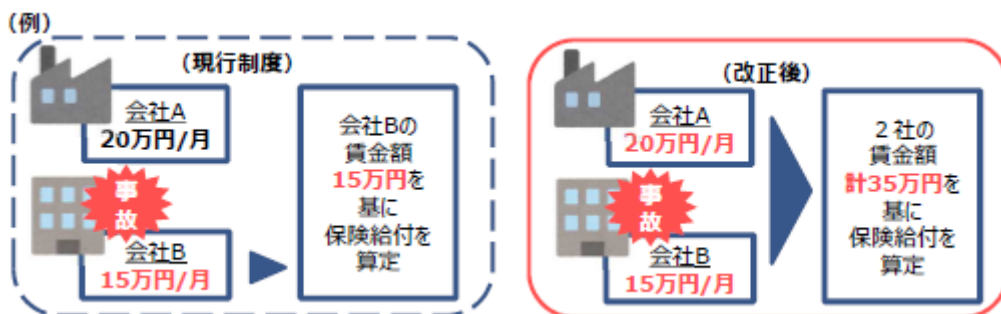 （例）
（現行制度）
会社A
20万円/月
事
故
会社B
15万円/月
会社Bの
賃金額
15万円を
基に
保険給付を
算定
（改正後）
会社A
20万円/月
事
故
会社B
15万円/月
２社の
賃金額
計35万円を
基に
保険給付を
算定